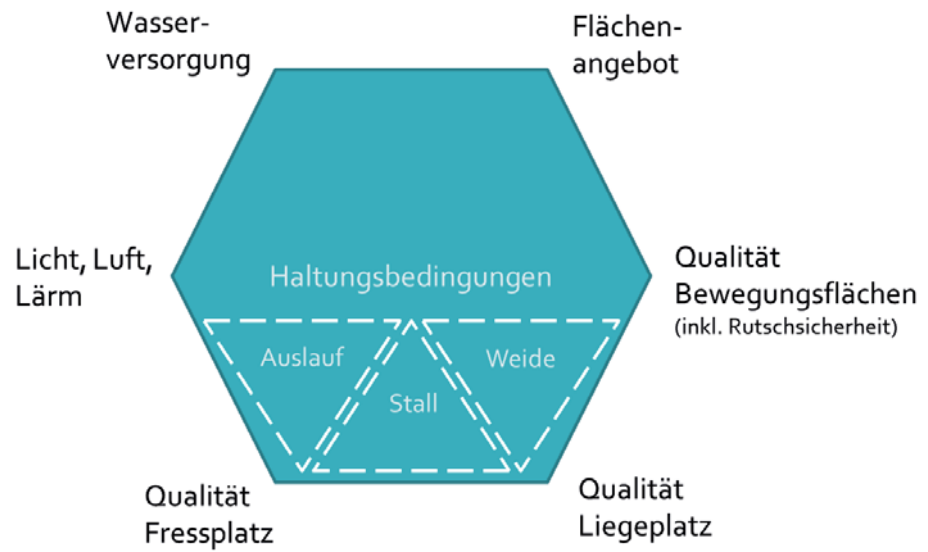 Wasser-
versorgung
Flächen-
angebot
Licht, Luft,
Lärm
Haltungsbedingungen
Qualität
Bewegungsflächen
(inkl. Rutschsicherheit)
Auslauf
Weide
Stall
Qualität
Fressplatz
Qualität
Liegeplatz